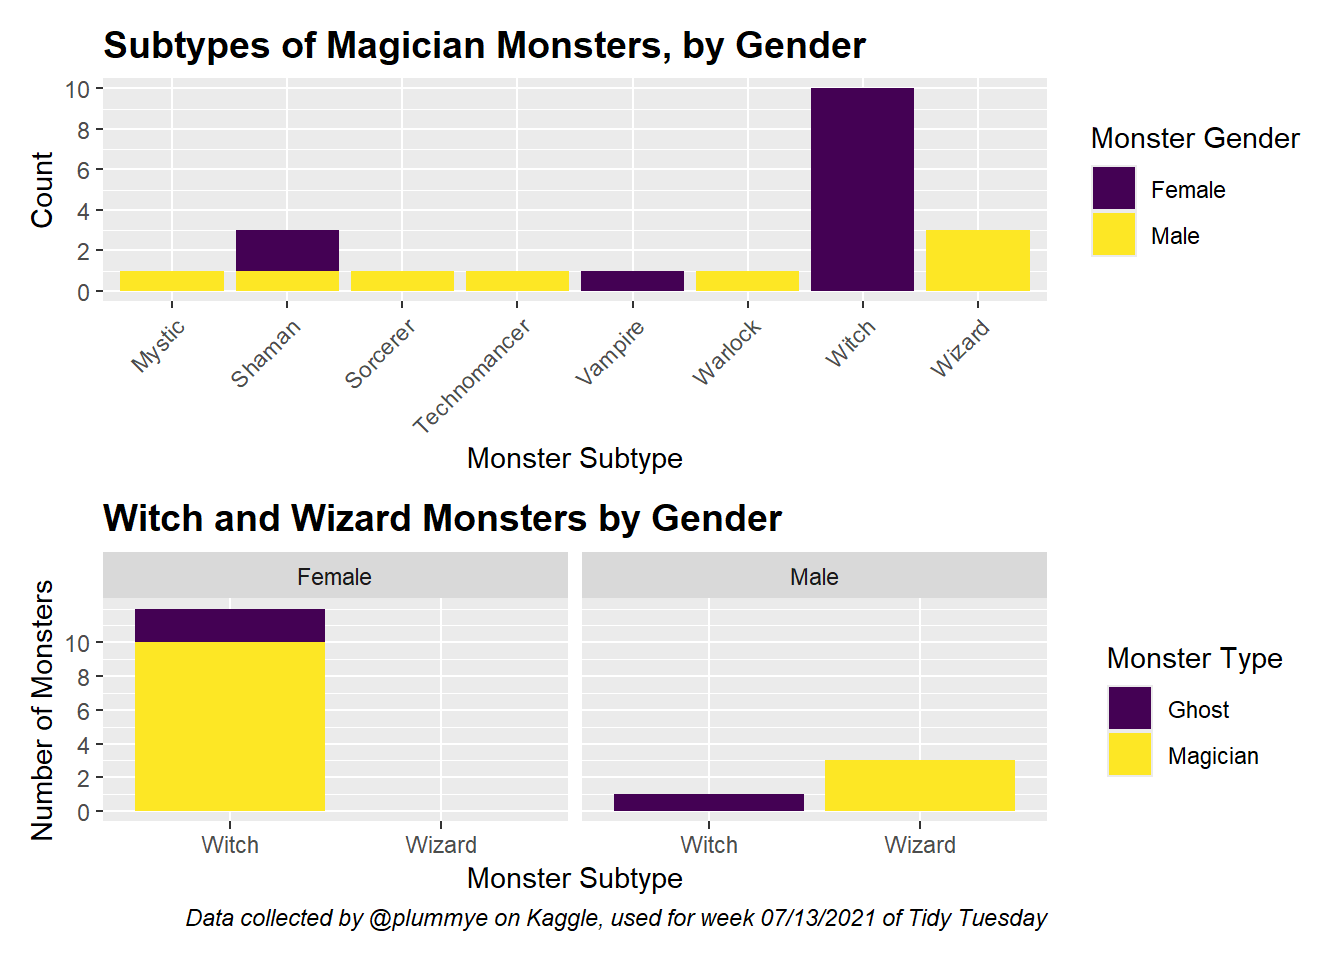 Subtypes of Magician Monsters, by Gender
Count
10
8
6
4
2
0
Mystic
Shaman
Sorcerer
Technomancer
Vampire
Warlock
Witch
Wizard
Monster Subtype
Monster Gender
Female
Male
Witch and Wizard Monsters by Gender
Female
Male
Number of Monsters
10
8
6
4
2
0
Witch
Wizard
Witch
Wizard
Monster Subtype
Monster Type
Ghost
Magician
Data collected by @plummye on Kaggle, used for week 07/13/2021 of Tidy Tuesday